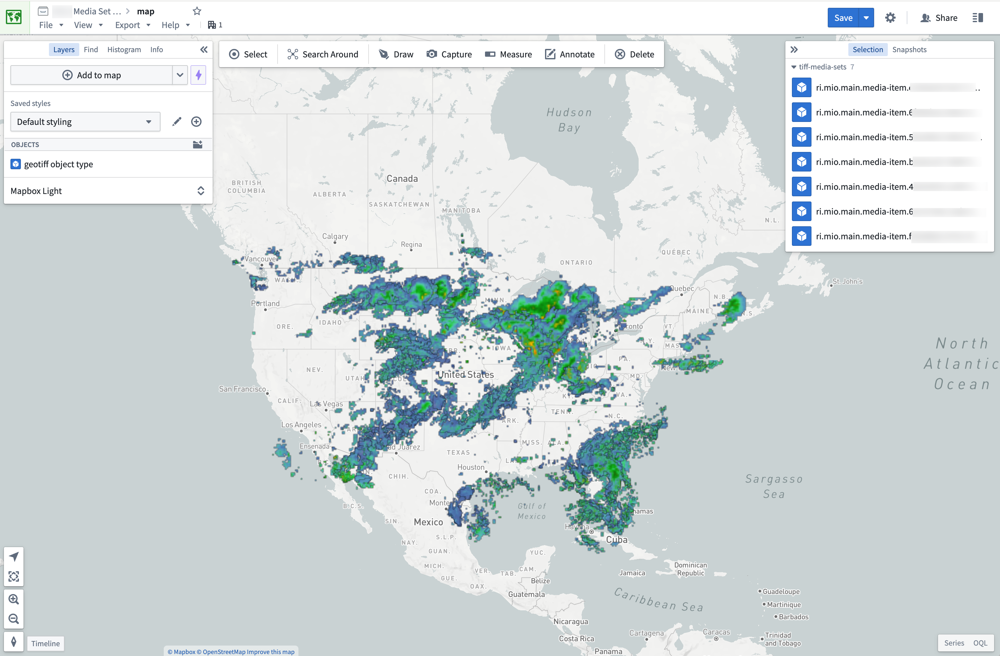 Media Set ... > map
File View Export Help 1
Save
Share
Layers Find Histogram Info
Add to map
Saved styles
Default styling
OBJECTS
geotiff object type
Mapbox Light
Select Search Around Draw Capture Measure Annotate Delete
Selection Snapshots
tiff-media-sets 7
ri.mio.main.media-item.
ri.mio.main.media-item.6
ri.mio.main.media-item.5
ri.mio.main.media-item.b
ri.mio.main.media-item.4
ri.mio.main.media-item.6
ri.mio.main.media-item.f
Hudson
Bay
Canada
BRITISH
COLUMBIA
ALBERTA
SASKATCHEWAN
MANITOBA
N.L.
Calgary
Regina
QUÉBEC
ONTARIO
Vancouver
WASH.
St. John's
Quebec
N.B.
Portland
MINN.
MAINE
N.S.
IDAHO
ORE.
VT.
N.Y.
IOWA
MAS
PA.
NEV.
UTAH
COL
United States
MD.
New
San Francisco
KY.
VA.
CALIF.
Las Vegas
TENN.
N.C.
ARK.
Los Angeles
AR
MISS.
ALA.
Ensenada
ad Juarez
TEXAS
B.C.
LA.
Houston
CHIH.
COA.
Monterrey
B.C.S.
Gulf of
Mexico
hamas
SIN.
Mexico
Havana
S.L.P.
Cuba
NAY.
GUAN.
YUC.
MICH.
VER.
TAB.
CAM.
GUE.
OAX.
Belize
Guatemala
Jamaica
Dominican
Republic
North
Atlantic
Ocean
Sargasso
Sea
Caribbean Sea
Guadeloupe
Martinique
Barbados
Nicaragua
Cartagena
Caracas
Trinidad
and Tobago
Costa Rica
Panama
Timeline
© Mapbox © OpenStreetMap Improve this map
Series OQL